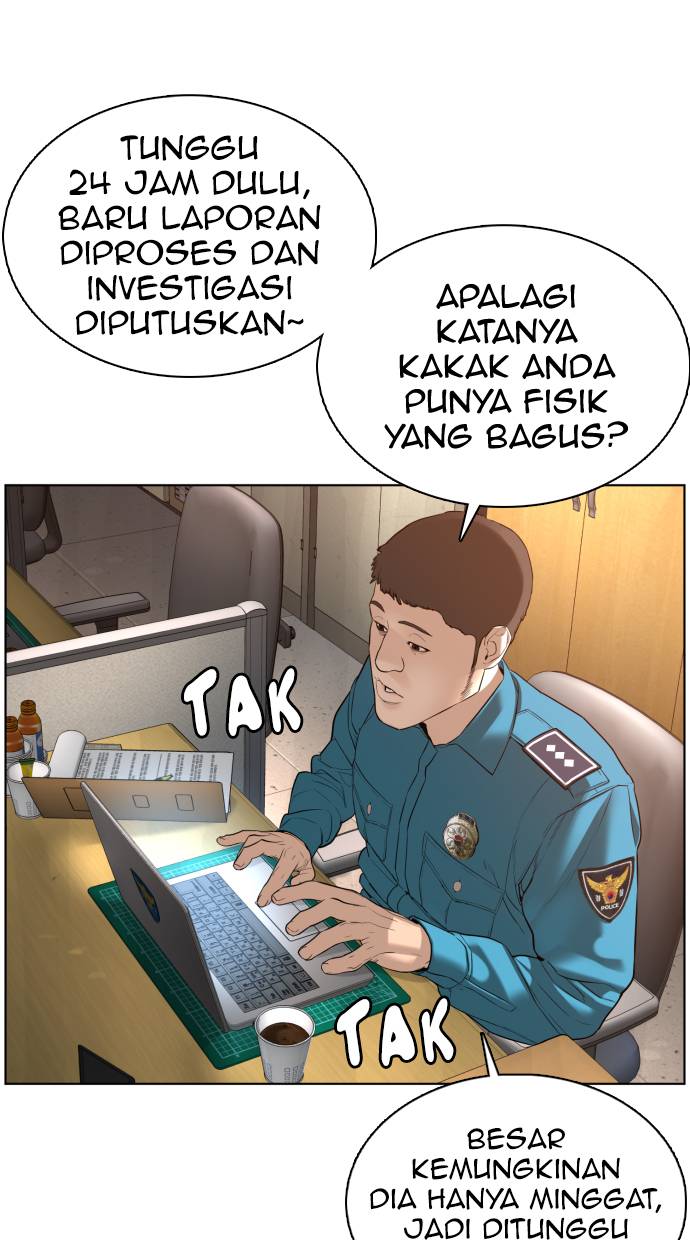 TUNGGU
24 JAM DULU,
BARU LAPORAN
DIPROSES DAN
INVESTIGASI
DIPUTUSKAN~
APALAGI
KATANYA
KAKAK ANDA
PUNYA FISIK
YANG BAGUS?
TAK
POLICE
TAK
BESAR
KEMUNGKINAN
DIA HANYA MINGGAT,
JADI DITUNGGU